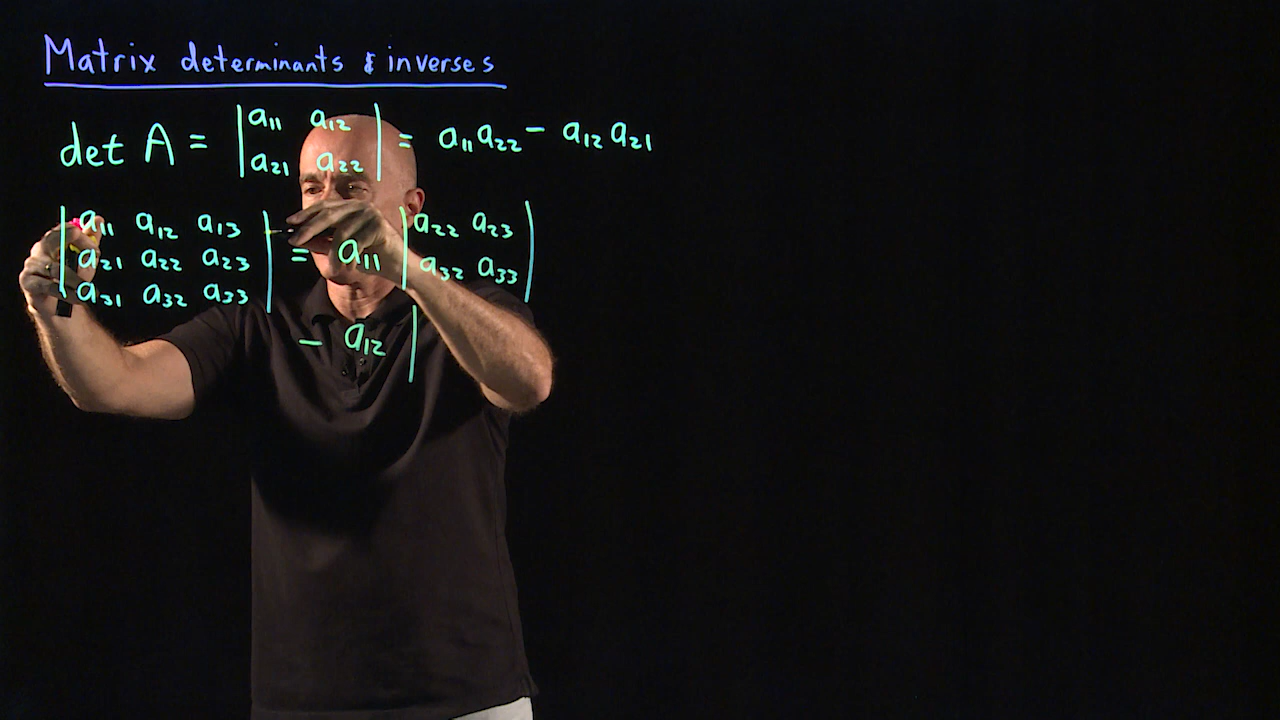 Matrix determinants & inverses
det A = | a₁₁ a₁₂ | = a₁₁a₂₂ - a₁₂a₂₁
| a₂₁ a₂₂ |
| a₁₁ a₁₂ a₁₃ | = a₁₁ | a₂₂ a₂₃ |
| a₂₁ a₂₂ a₂₃ | | a₃₂ a₃₃ |
| a₃₁ a₃₂ a₃₃ |
- a₁₂ |